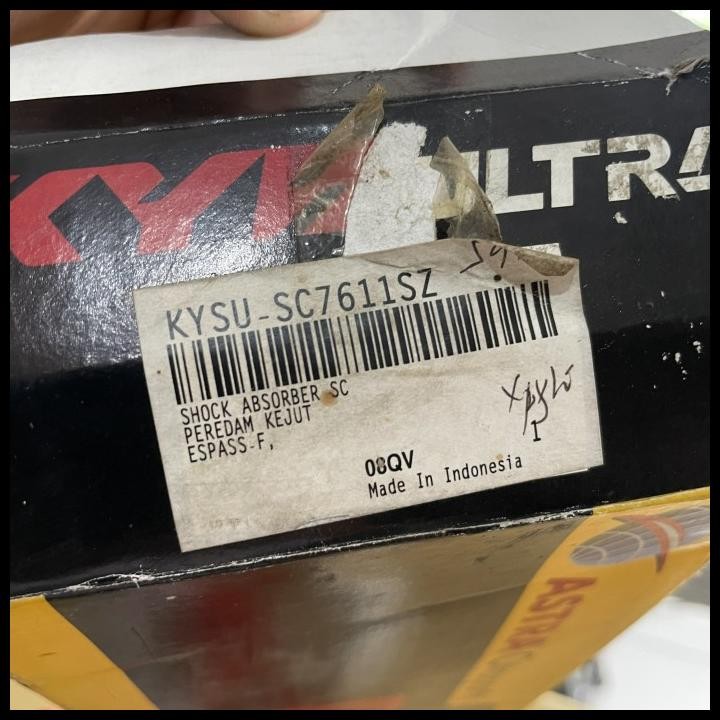 KYB ULTRA
KYSU-SC7611SZ
SHOCK ABSORBER SC
PEREDAM KEJUT
ESPASS-F,
08QV
I
Made In Indonesia
ASTRA